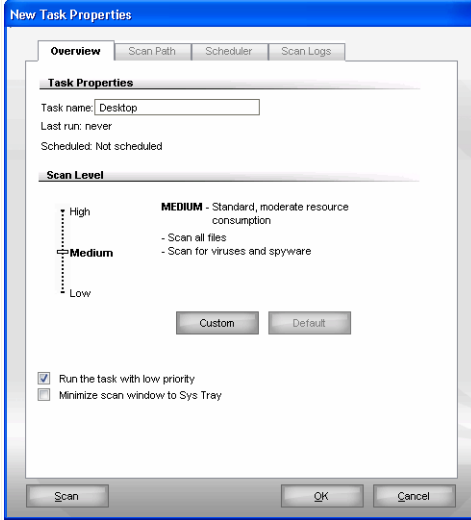 New Task Properties
Overview Scan Path Scheduler Scan Logs
Task Properties
Task name: Desktop
Last run: never
Scheduled: Not scheduled
Scan Level
High
Medium
Low
MEDIUM - Standard, moderate resource
consumption
- Scan all files
- Scan for viruses and spyware
Custom Default
Run the task with low priority
Minimize scan window to Sys Tray
Scan OK Cancel